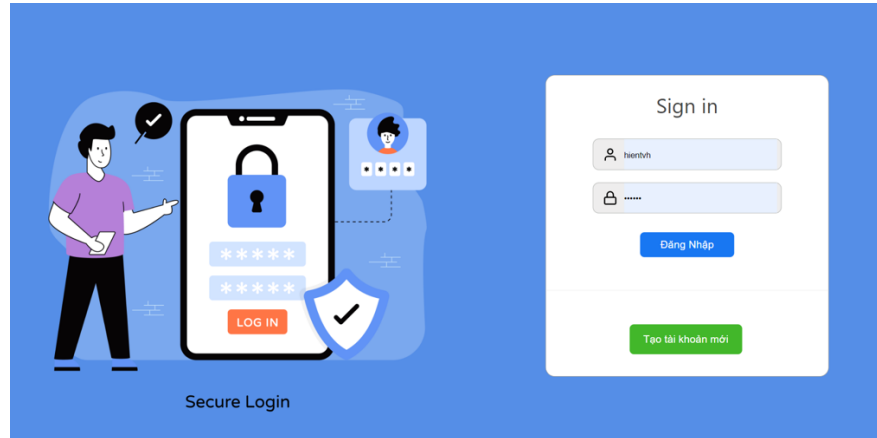 * * * *
*****
*****
LOG IN
Secure Login
Sign in
hientvh
••••••
Đăng Nhập
Tạo tài khoản mới